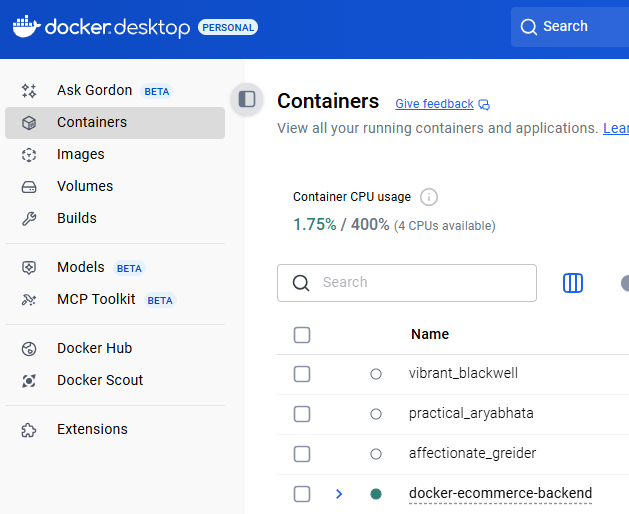 docker.desktop PERSONAL
Search
Ask Gordon BETA
Containers
Images
Volumes
Builds
Models BETA
MCP Toolkit BETA
Docker Hub
Docker Scout
Extensions
Containers Give feedback
View all your running containers and applications. Lear
Container CPU usage
1.75% / 400% (4 CPUs available)
Search
Name
vibrant_blackwell
practical_aryabhata
affectionate_greider
docker-ecommerce-backend